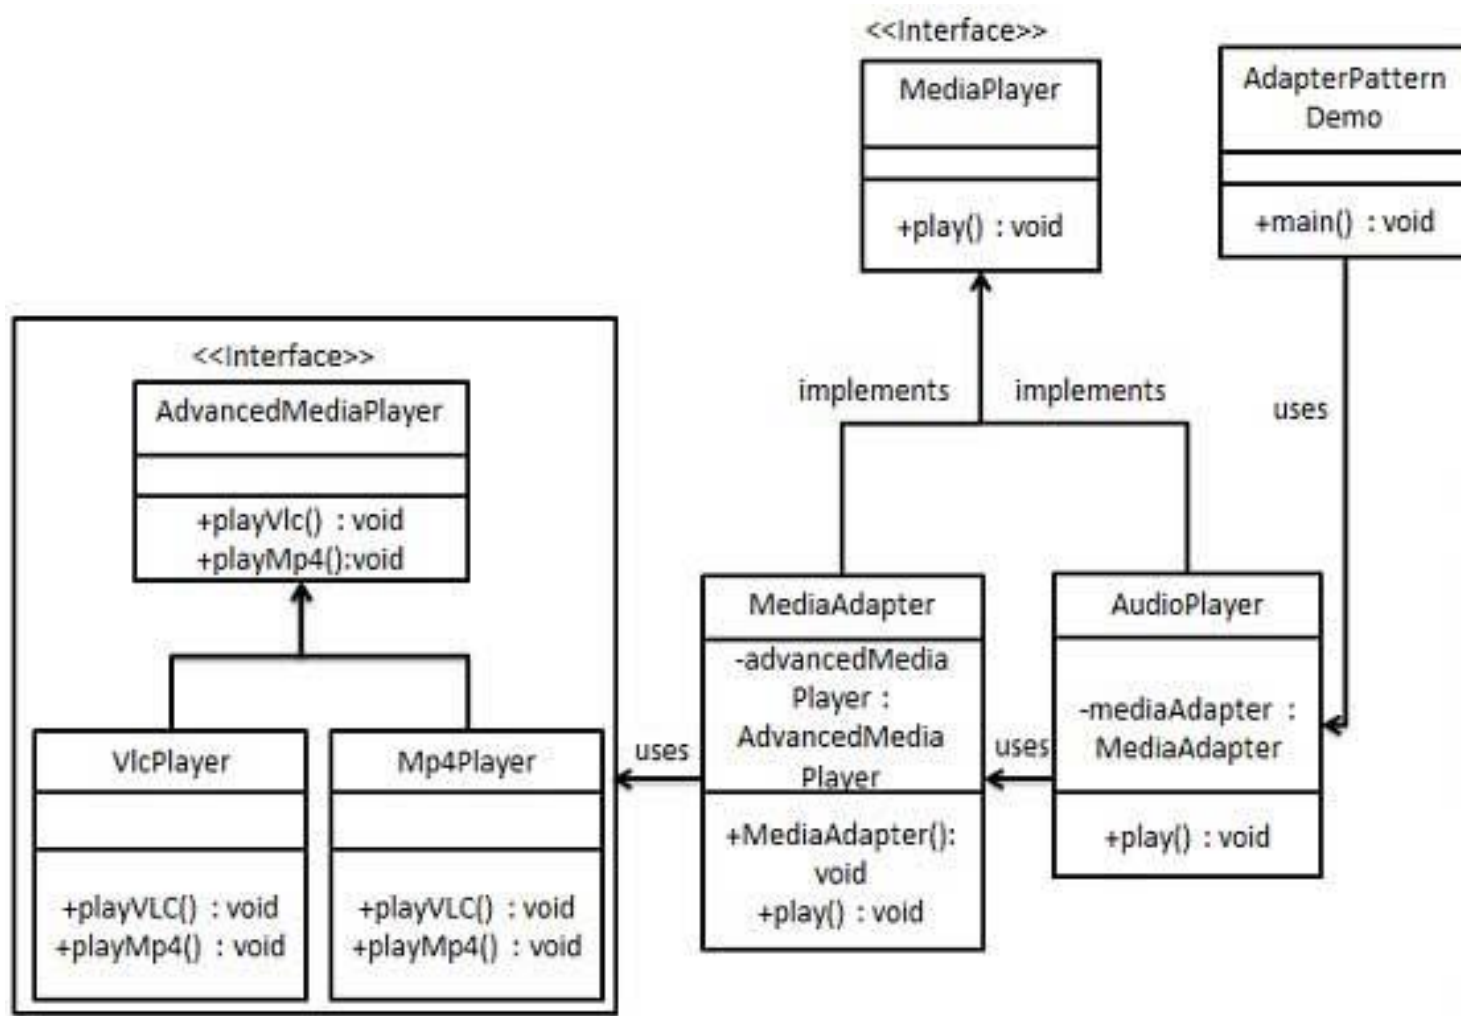 <<Interface>>
MediaPlayer
+play() : void
AdapterPattern
Demo
+main() : void
implements
implements
uses
<<Interface>>
AdvancedMediaPlayer
+playVlc() : void
+playMp4():void
VlcPlayer
+playVLC() : void
+playMp4() : void
Mp4Player
+playVLC() : void
+playMp4() : void
uses
MediaAdapter
-advancedMedia
Player :
AdvancedMedia
Player
+MediaAdapter():
void
+play() : void
uses
AudioPlayer
-mediaAdapter :
MediaAdapter
+play() : void